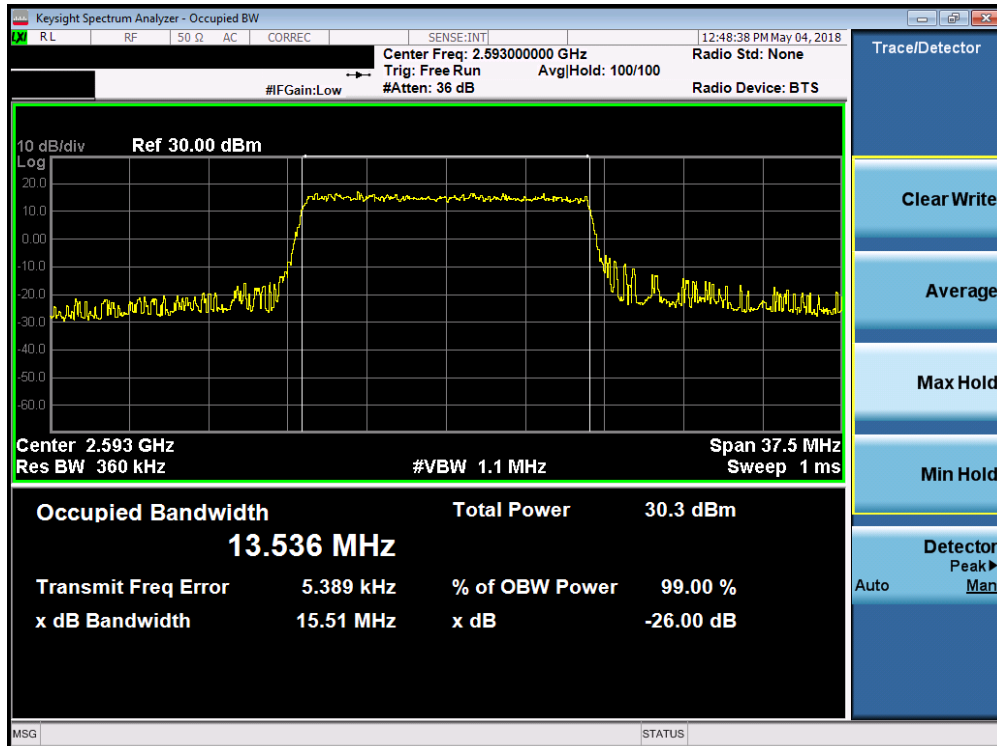 Keysight Spectrum Analyzer - Occupied BW
LXI RL RF 50 Ω AC CORREC SENSE:INT 12:48:38 PM May 04, 2018
Center Freq: 2.593000000 GHz Radio Std: None
Trig: Free Run Avg|Hold: 100/100
#IFGain:Low #Atten: 36 dB Radio Device: BTS
10 dB/div Ref 30.00 dBm
Log
20.0
10.0
0.00
-10.0
-20.0
-30.0
-40.0
-50.0
-60.0
Center 2.593 GHz Span 37.5 MHz
Res BW 360 kHz #VBW 1.1 MHz Sweep 1 ms
Occupied Bandwidth Total Power 30.3 dBm
13.536 MHz
Transmit Freq Error 5.389 kHz % of OBW Power 99.00 %
x dB Bandwidth 15.51 MHz x dB -26.00 dB
MSG STATUS
Trace/Detector
Clear Write
Average
Max Hold
Min Hold
Detector
Peak▶
Auto Man